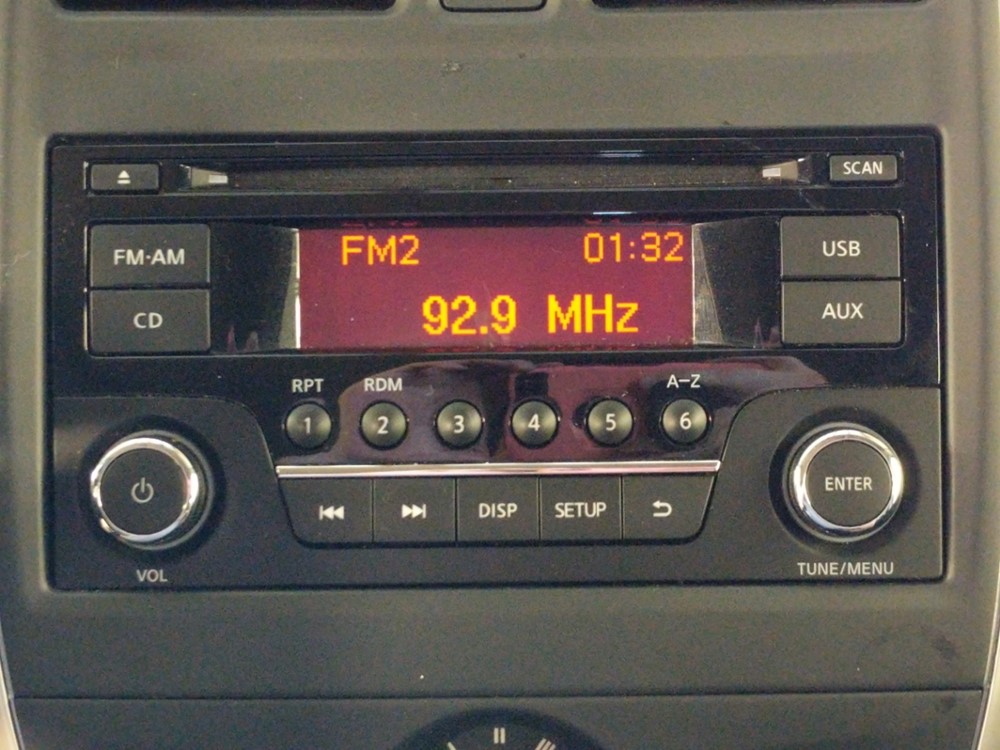 SCAN
FM·AM
FM2 01:32
USB
CD
92.9 MHz
AUX
RPT RDM A-Z
1 2 3 4 5 6
ENTER
DISP SETUP
VOL
TUNE/MENU